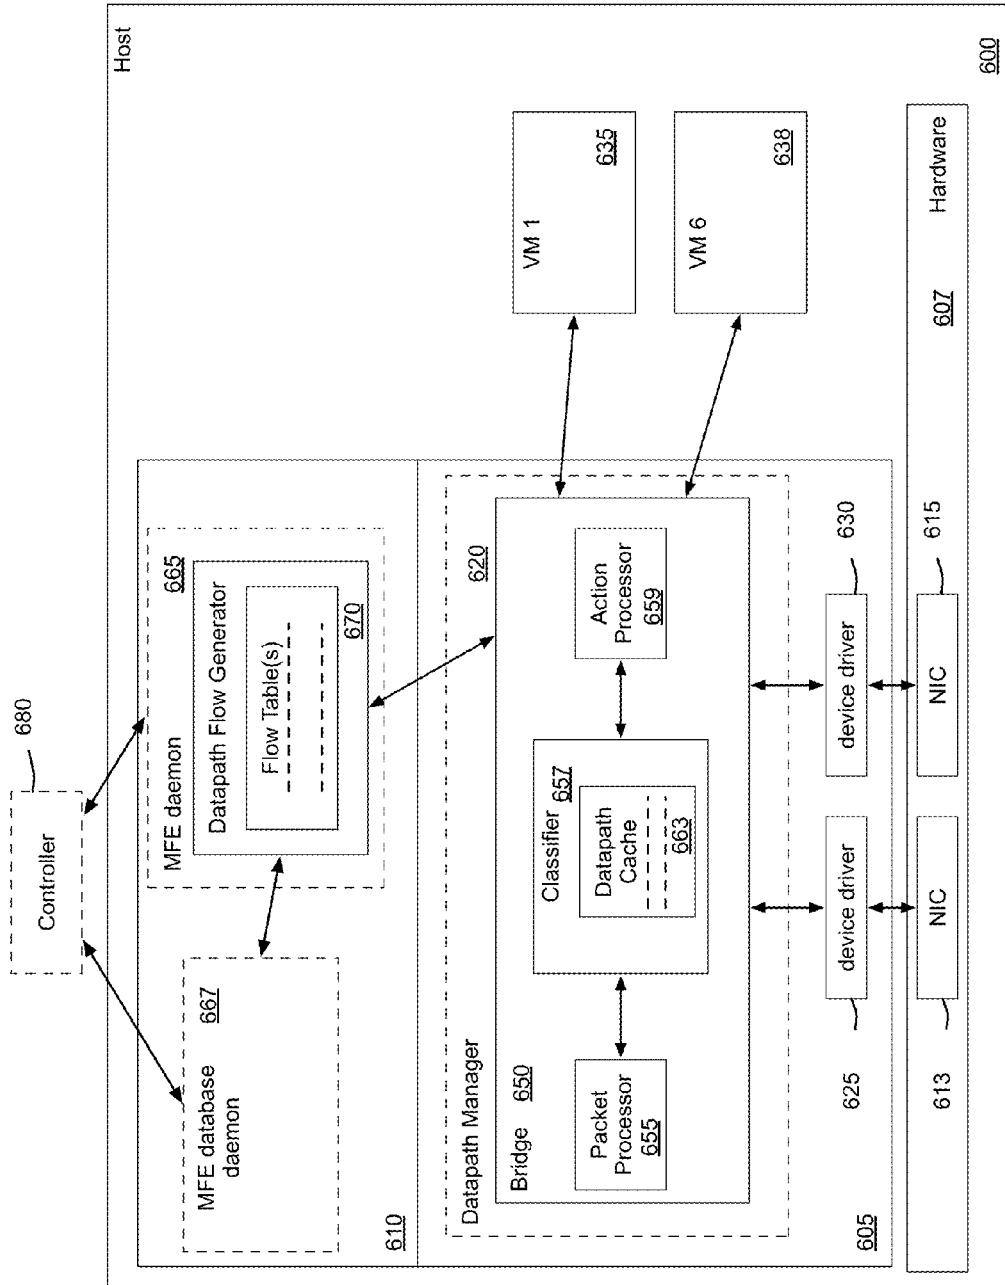 680
Controller
Host
600
MFE database
daemon
667
610
MFE daemon
665
Datapath Flow Generator
Flow Table(s)
670
Datapath Manager
620
Bridge
650
Packet
Processor
655
Classifier
657
Datapath
Cache
663
Action
Processor
659
605
VM 1
635
VM 6
638
625
device driver
device driver
630
613
NIC
NIC
615
607
Hardware